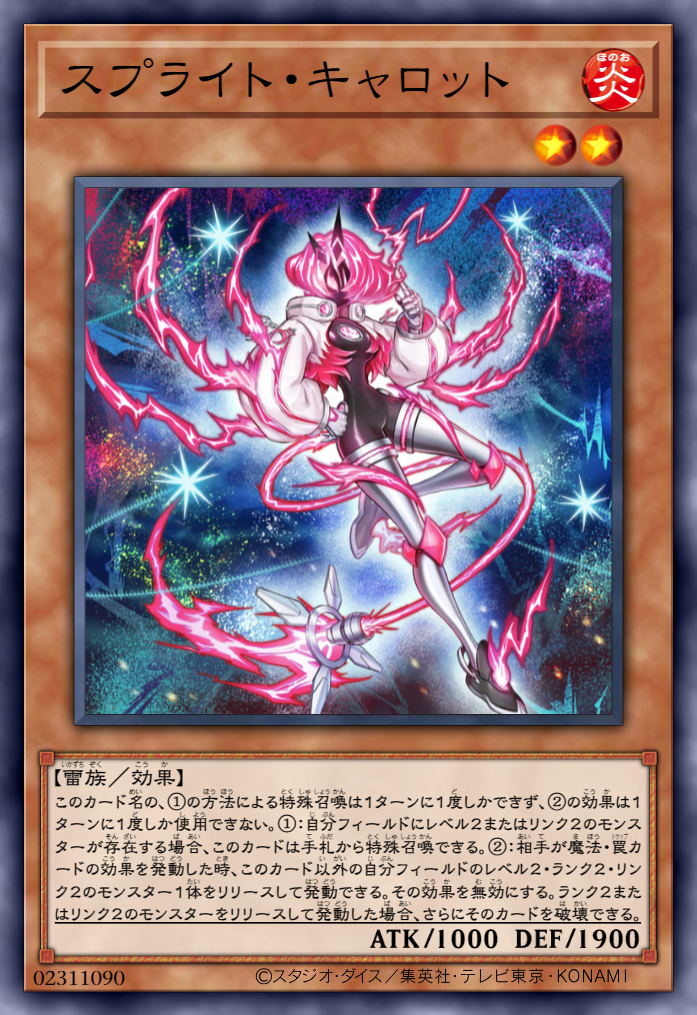 スプライト・キャロット
炎
【雷族／効果】
このカード名の、①の方法による特殊召喚は1ターンに1度しかできず、②の効果は1
ターンに1度しか使用できない。①：自分フィールドにレベル2またはリンク2のモンス
ターが存在する場合、このカードは手札から特殊召喚できる。②：相手が魔法・罠カ
ードの効果を発動した時、このカード以外の自分フィールドのレベル2・ランク2・リン
ク2のモンスター1体をリリースして発動できる。その効果を無効にする。ランク2また
はリンク2のモンスターをリリースして発動した場合、さらにそのカードを破壊できる。
ATK/1000 DEF/1900
02311090 ©スタジオ・ダイス／集英社・テレビ東京・KONAMI